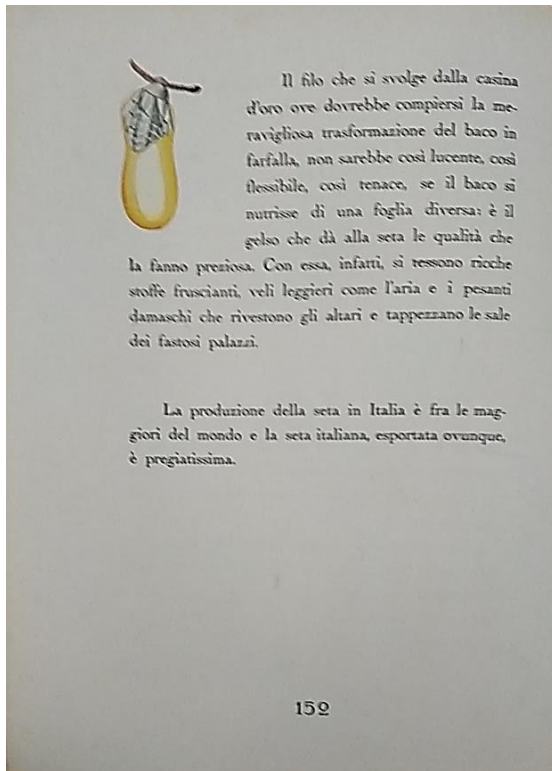 Il filo che si svolge dalla casina
d'oro ove dovrebbe compiersi la me-
ravigliosa trasformazione del baco in
farfalla, non sarebbe così lucente, così
flessibile, così tenace, se il baco si
nutrisse di una foglia diversa: è il
gelso che dà alla seta le qualità che
la fanno preziosa. Con essa, infatti, si tessono ricche
stoffe fruscianti, veli leggieri come l'aria e i pesanti
damaschi che rivestono gli altari e tappezzano le sale
dei fastosi palazzi.
La produzione della seta in Italia è fra le mag-
giori del mondo e la seta italiana, esportata ovunque,
è pregiatissima.
152